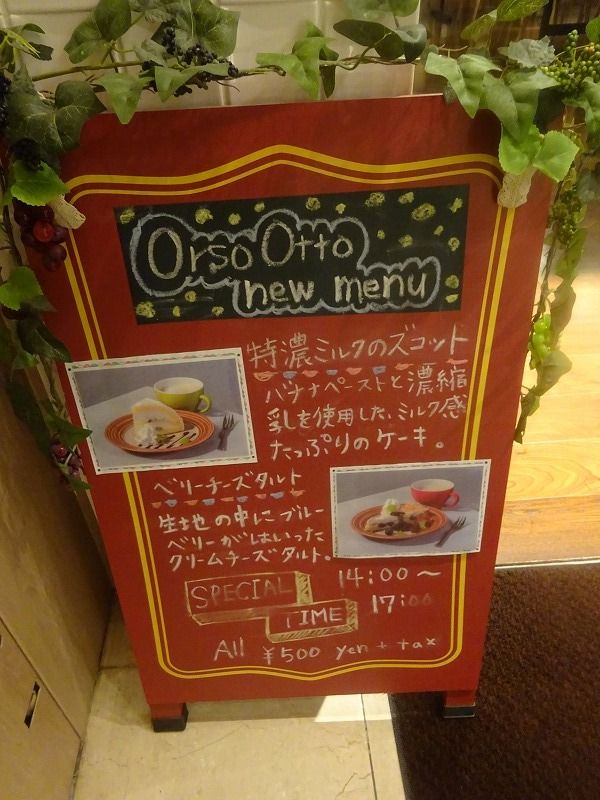 Orso Otto
new menu
特濃ミルクのズコット
バナナペーストと濃縮
乳を使用した、ミルク感
たっぷりのケーキ。
ベリーチーズタルト
生地の中にブルー
ベリーがはいった
クリームチーズタルト。
SPECIAL
TIME
14:00～
17:00
All ¥500 yen + tax